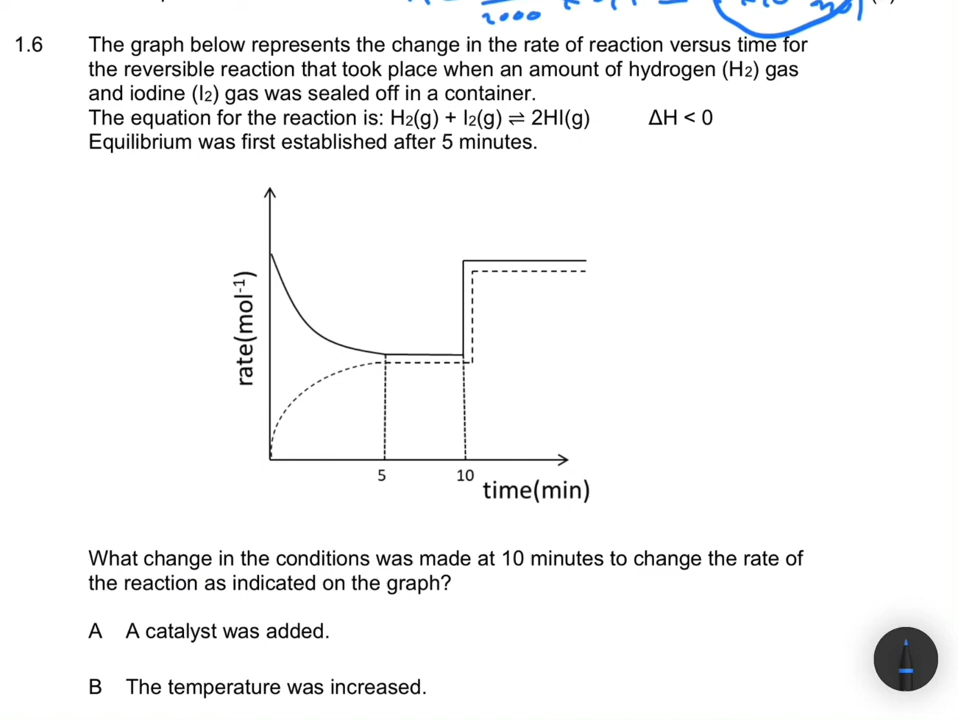 2000
1.6 The graph below represents the change in the rate of reaction versus time for
the reversible reaction that took place when an amount of hydrogen (H₂) gas
and iodine (I₂) gas was sealed off in a container.
The equation for the reaction is: H₂(g) + I₂(g) ⇌ 2HI(g) ΔH < 0
Equilibrium was first established after 5 minutes.
rate(mol⁻¹)
5 10
time(min)
What change in the conditions was made at 10 minutes to change the rate of
the reaction as indicated on the graph?
A A catalyst was added.
B The temperature was increased.